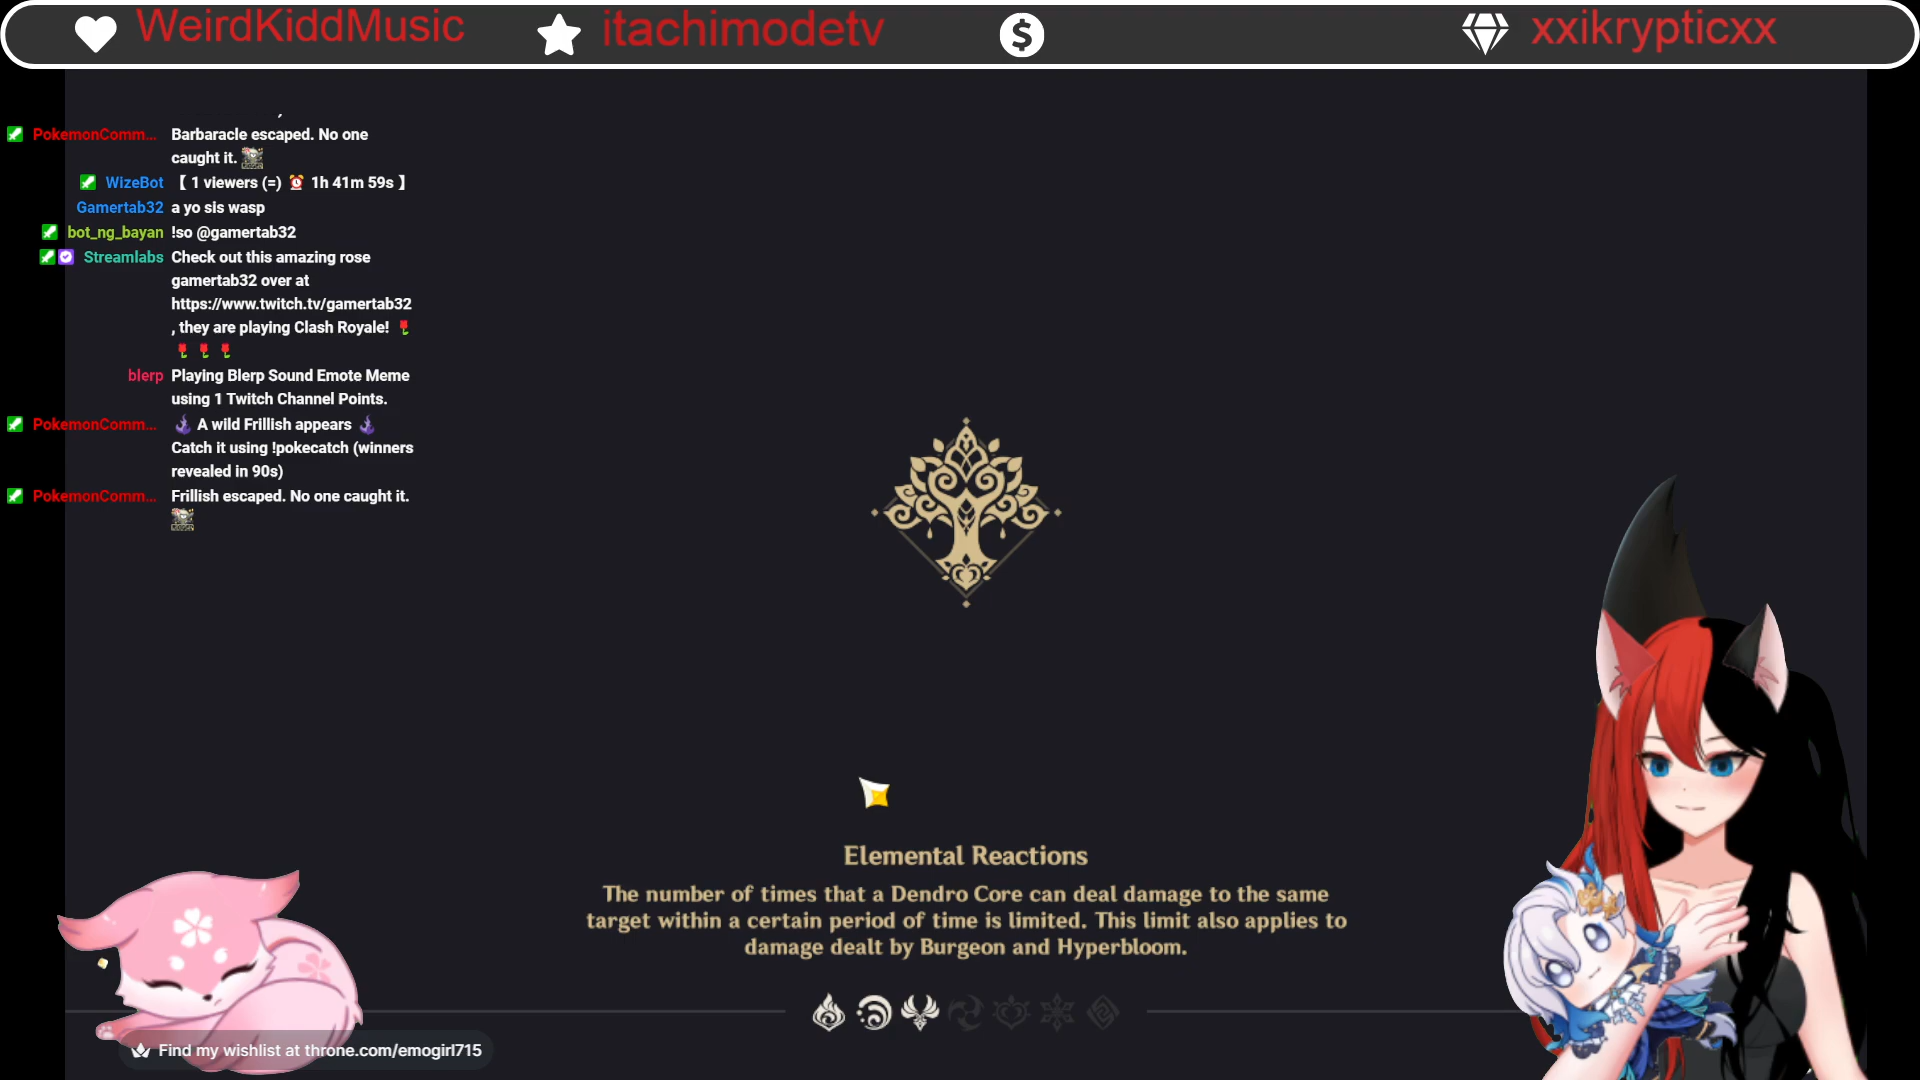 WeirdKiddMusic
itachimodetv
xxikrypticxx
PokemonComm... Barbaracle escaped. No one
caught it.
WizeBot 【 1 viewers (=) ⏰ 1h 41m 59s 】
Gamertab32 a yo sis wasp
bot_ng_bayan !so @gamertab32
Streamlabs Check out this amazing rose
gamertab32 over at
https://www.twitch.tv/gamertab32
, they are playing Clash Royale! 🌹
🌹 🌹 🌹
blerp Playing Blerp Sound Emote Meme
using 1 Twitch Channel Points.
PokemonComm... A wild Frillish appears
Catch it using !pokecatch (winners
revealed in 90s)
PokemonComm... Frillish escaped. No one caught it.
Elemental Reactions
The number of times that a Dendro Core can deal damage to the same
target within a certain period of time is limited. This limit also applies to
damage dealt by Burgeon and Hyperbloom.
Find my wishlist at throne.com/emogirl715